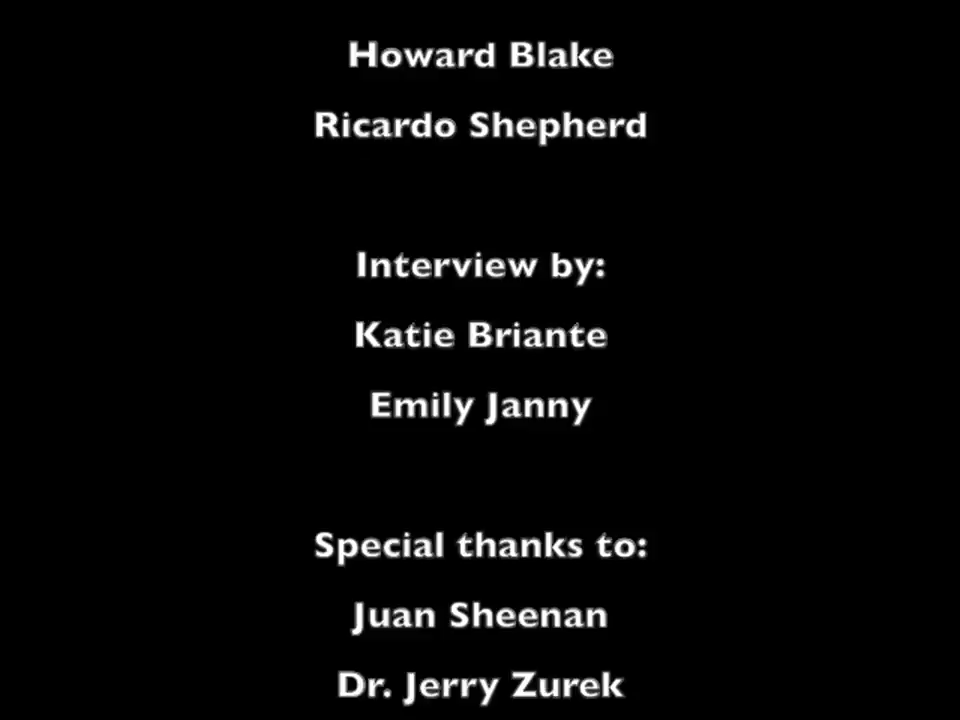 Howard Blake
Ricardo Shepherd
Interview by:
Katie Briante
Emily Janny
Special thanks to:
Juan Sheenan
Dr. Jerry Zurek